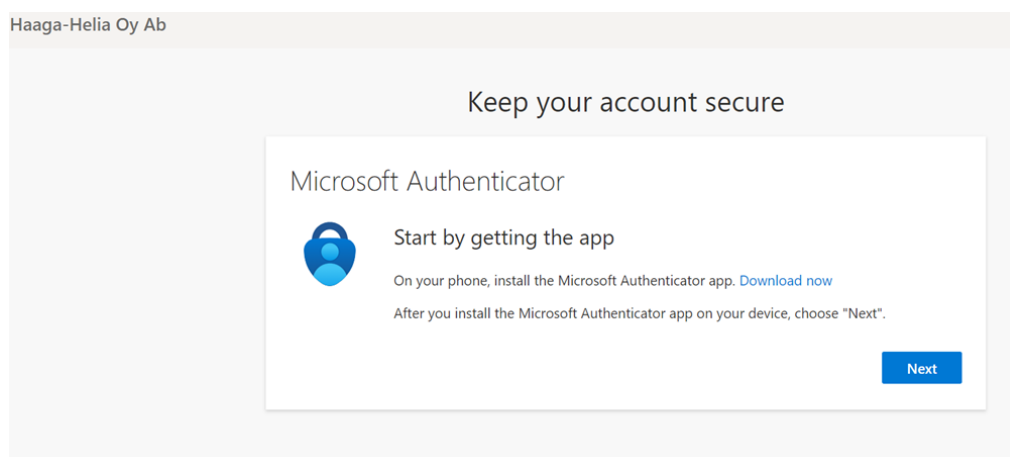 Haaga-Helia Oy Ab
Keep your account secure
Microsoft Authenticator
Start by getting the app
On your phone, install the Microsoft Authenticator app. Download now
After you install the Microsoft Authenticator app on your device, choose "Next".
Next